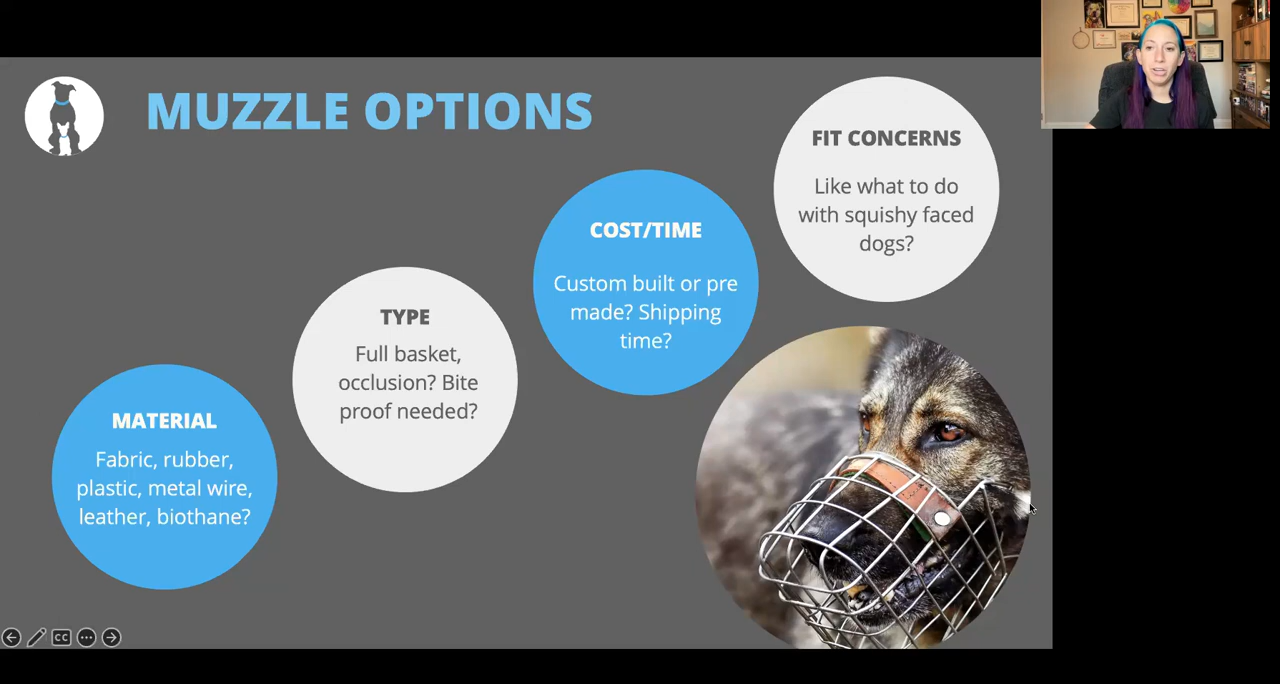 MUZZLE OPTIONS
FIT CONCERNS
Like what to do
with squishy faced
dogs?
COST/TIME
Custom built or pre
made? Shipping
time?
TYPE
Full basket,
occlusion? Bite
proof needed?
MATERIAL
Fabric, rubber,
plastic, metal wire,
leather, biothane?
CC